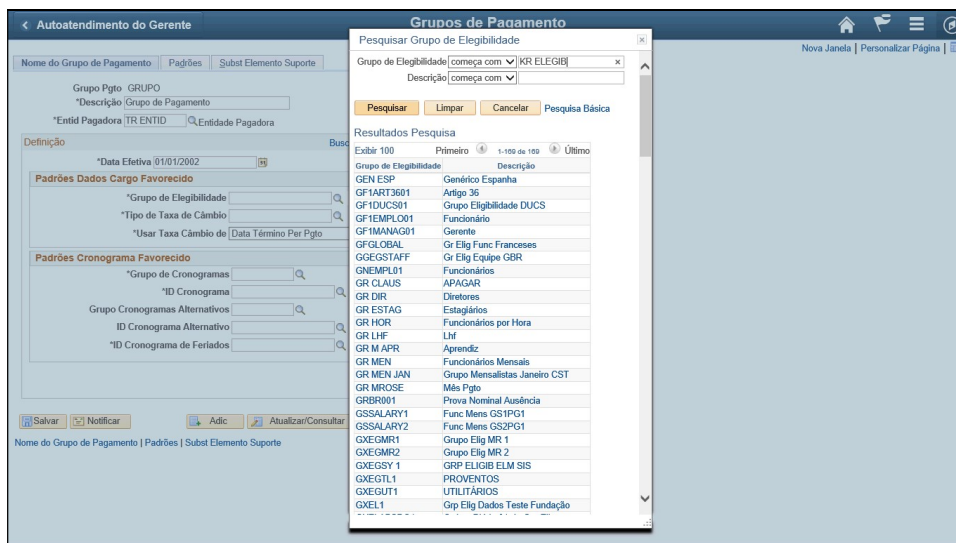 Autoatendimento do Gerente
Grupos de Pagamento
Nova Janela | Personalizar Página |
Nome do Grupo de Pagamento Padrões Subst Elemento Suporte
Grupo Pgto GRUPO
*Descrição Grupo de Pagamento
*Entid Pagadora TR ENTID Entidade Pagadora
Definição Busc
*Data Efetiva 01/01/2002
Padrões Dados Cargo Favorecido
*Grupo de Elegibilidade
*Tipo de Taxa de Câmbio
*Usar Taxa Câmbio de Data Término Per Pgto
Padrões Cronograma Favorecido
*Grupo de Cronogramas
*ID Cronograma
Grupo Cronogramas Alternativos
ID Cronograma Alternativo
*ID Cronograma de Feriados
Salvar Notificar Adic Atualizar/Consultar
Nome do Grupo de Pagamento | Padrões | Subst Elemento Suporte
Pesquisar Grupo de Elegibilidade
Grupo de Elegibilidade começa com KR ELEGIB
Descrição começa com
Pesquisar Limpar Cancelar Pesquisa Básica
Resultados Pesquisa
Exibir 100 Primeiro 1-169 de 169 Último
Grupo de Elegibilidade Descrição
GEN ESP Genérico Espanha
GF1ART3601 Artigo 36
GF1DUCS01 Grupo Eligibilidade DUCS
GF1EMPLO01 Funcionário
GF1MANAG01 Gerente
GFGLOBAL Gr Elig Func Franceses
GGEGSTAFF Gr Elig Equipe GBR
GNEMPL01 Funcionários
GR CLAUS APAGAR
GR DIR Diretores
GR ESTAG Estagiários
GR HOR Funcionários por Hora
GR LHF Lhf
GR M APR Aprendiz
GR MEN Funcionários Mensais
GR MEN JAN Grupo Mensalistas Janeiro CST
GR MROSE Mês Pgto
GRBR001 Prova Nominal Ausência
GSSALARY1 Func Mens GS1PG1
GSSALARY2 Func Mens GS2PG1
GXEGMR1 Grupo Elig MR 1
GXEGMR2 Grupo Elig MR 2
GXEGSY 1 GRP ELIGIB ELM SIS
GXEGTL1 PROVENTOS
GXEGUT1 UTILITÁRIOS
GXEL1 Grp Elig Dados Teste Fundação